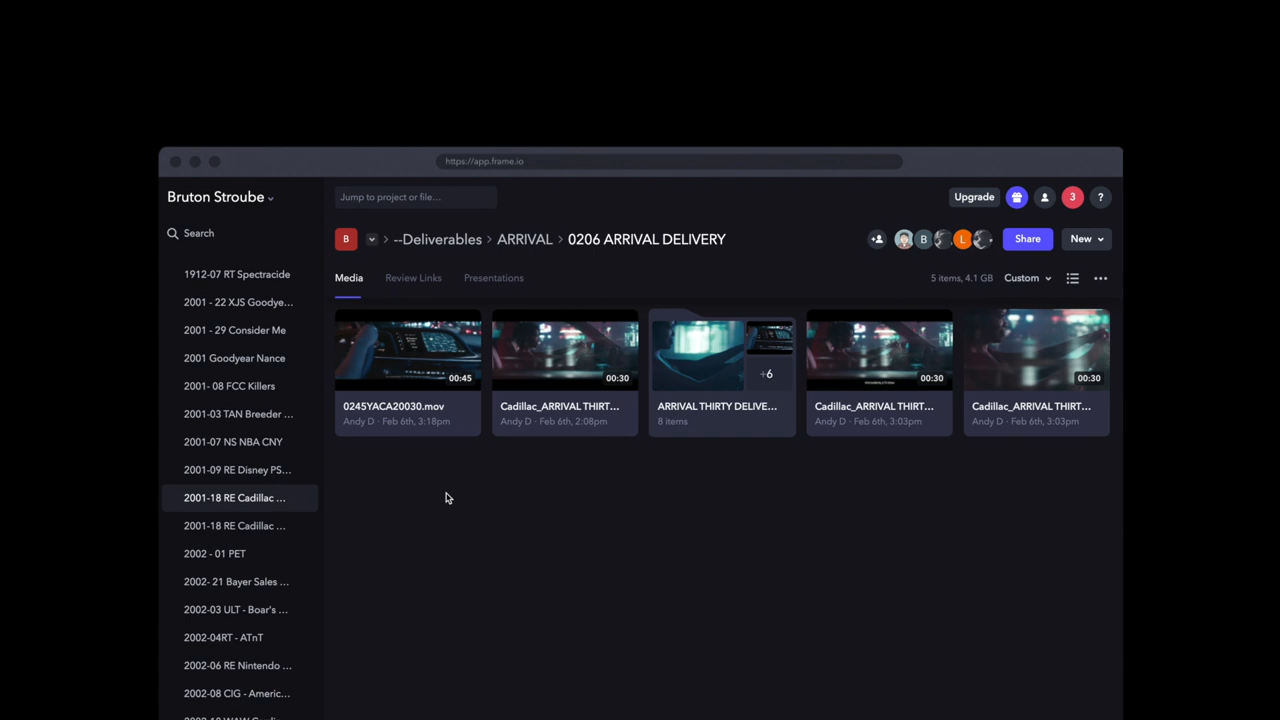 https://app.frame.io
Bruton Stroube
Jump to project or file...
Upgrade
3
?
Search
B
--Deliverables > ARRIVAL > 0206 ARRIVAL DELIVERY
B
L
Share
New
Media
Review Links
Presentations
5 items, 4.1 GB
Custom
1912-07 RT Spectracide
2001 - 22 XJS Goodye...
2001 - 29 Consider Me
2001 Goodyear Nance
2001- 08 FCC Killers
2001-03 TAN Breeder ...
2001-07 NS NBA CNY
2001-09 RE Disney PS...
2001-18 RE Cadillac ...
2001-18 RE Cadillac ...
2002 - 01 PET
2002- 21 Bayer Sales ...
2002-03 ULT - Boar's ...
2002-04RT - ATnT
2002-06 RE Nintendo ...
2002-08 CIG - Americ...
00:45
0245YACA20030.mov
Andy D · Feb 6th, 3:18pm
00:30
Cadillac_ARRIVAL THIRT...
Andy D · Feb 6th, 2:08pm
+6
ARRIVAL THIRTY DELIVE...
8 items
00:30
Cadillac_ARRIVAL THIRT...
Andy D · Feb 6th, 3:03pm
00:30
Cadillac_ARRIVAL THIRT...
Andy D · Feb 6th, 3:03pm